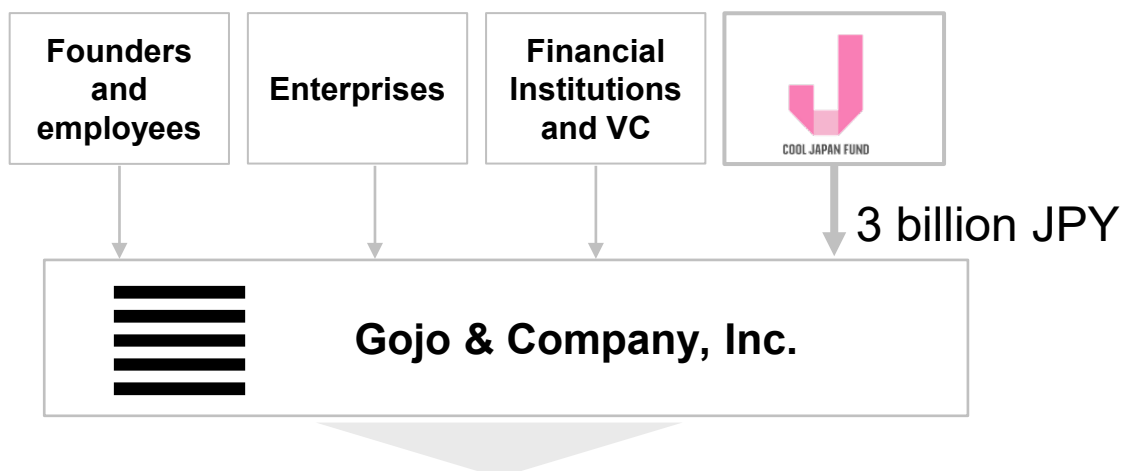 Founders
and
employees
Enterprises
Financial
Institutions
and VC
COOL JAPAN FUND
3 billion JPY
Gojo & Company, Inc.